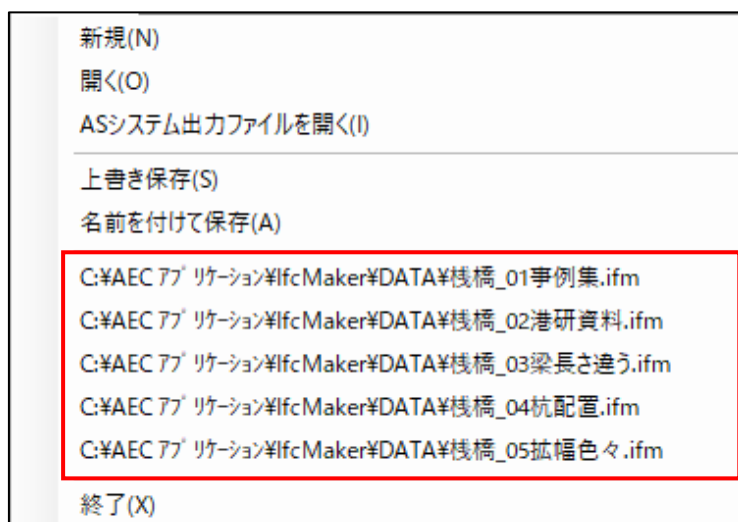 新規(N)
開く(O)
ASシステム出力ファイルを開く(I)
上書き保存(S)
名前を付けて保存(A)
C:¥AEC ｱﾌﾟﾘｹｰｼｮﾝ¥IfcMaker¥DATA¥桟橋_01事例集.ifm
C:¥AEC ｱﾌﾟﾘｹｰｼｮﾝ¥IfcMaker¥DATA¥桟橋_02港研資料.ifm
C:¥AEC ｱﾌﾟﾘｹｰｼｮﾝ¥IfcMaker¥DATA¥桟橋_03梁長さ違う.ifm
C:¥AEC ｱﾌﾟﾘｹｰｼｮﾝ¥IfcMaker¥DATA¥桟橋_04杭配置.ifm
C:¥AEC ｱﾌﾟﾘｹｰｼｮﾝ¥IfcMaker¥DATA¥桟橋_05拡幅色々.ifm
終了(X)